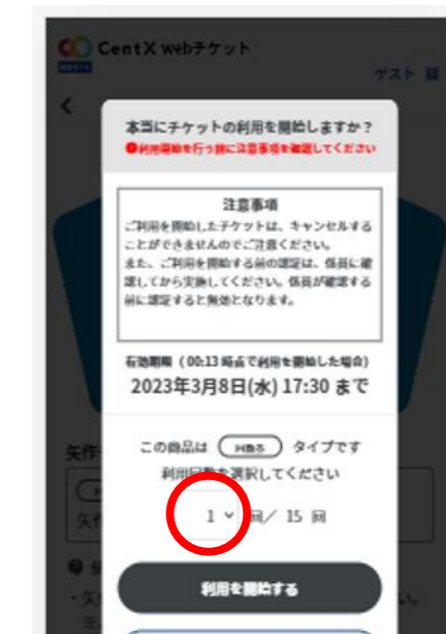 CentX webチケット
ゲスト 様
本当にチケットの利用を開始しますか？
利用開始を行う前に注意事項を確認してください
注意事項
ご利用を開始したチケットは、キャンセルする
ことができませんのでご注意ください。
また、ご利用を開始する前の認証は、係員に確
認してから実施してください。係員が確認する
前に認証すると無効となります。
有効期限（00:13 時点で利用を開始した場合）
2023年3月8日(水) 17:30 まで
この商品は 回数券 タイプです
利用回数を選択してください
1 回／ 15 回
矢作
利用を開始する